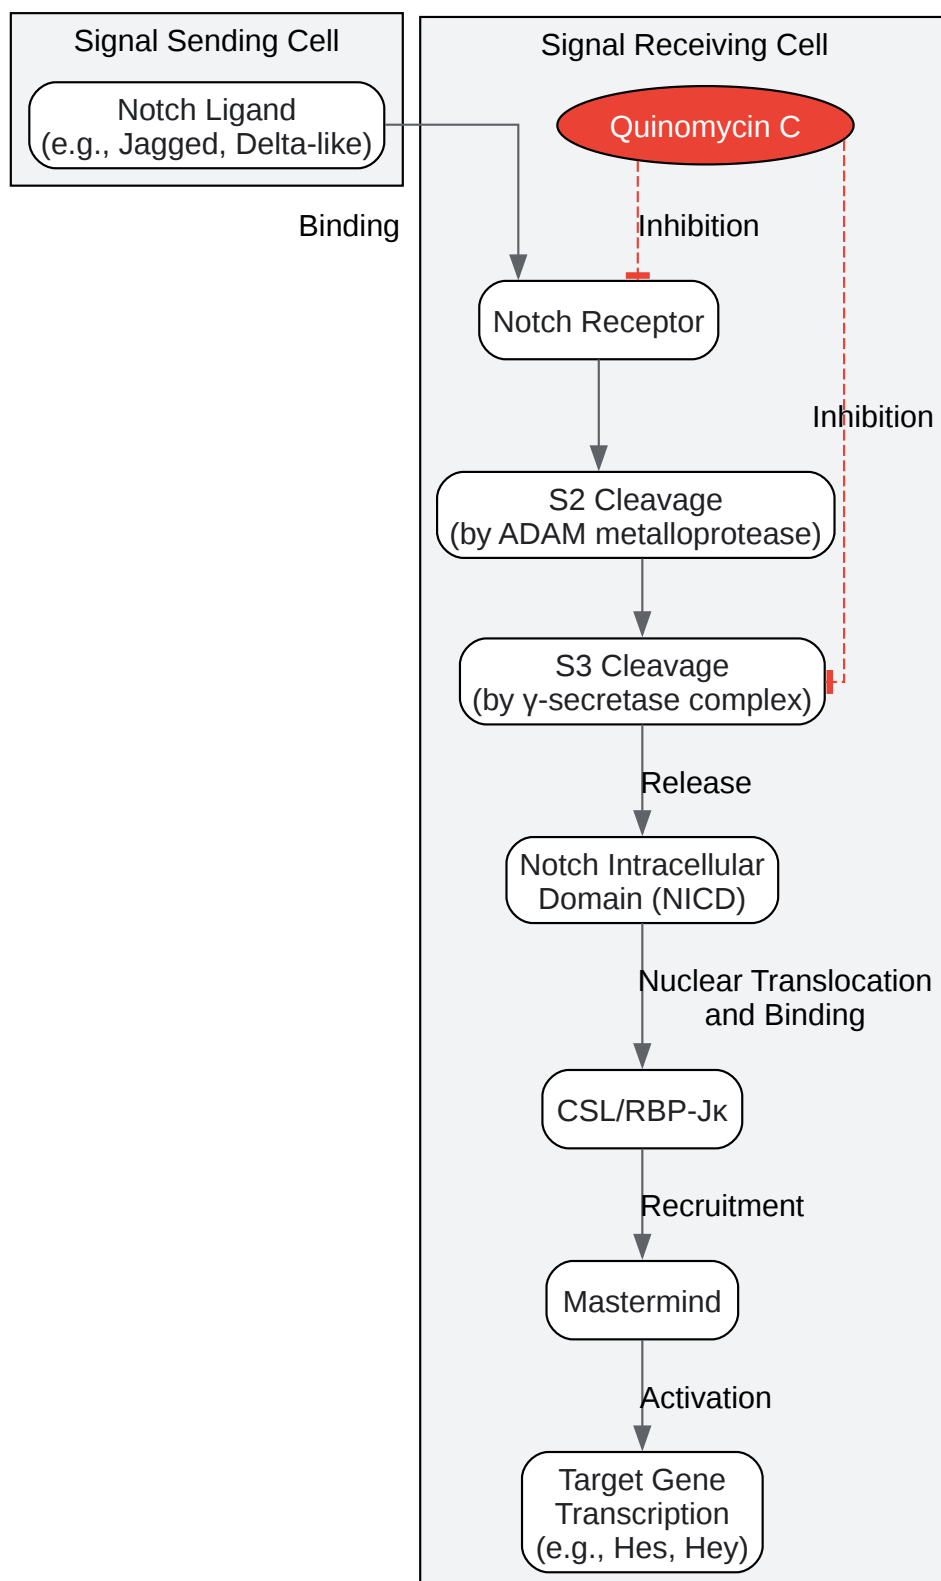 Signal Sending Cell
Notch Ligand
(e.g., Jagged, Delta-like)
Signal Receiving Cell
Quinomycin C
Binding
Inhibition
Notch Receptor
Inhibition
S2 Cleavage
(by ADAM metalloprotease)
S3 Cleavage
(by γ-secretase complex)
Release
Notch Intracellular
Domain (NICD)
Nuclear Translocation
and Binding
CSL/RBP-Jκ
Recruitment
Mastermind
Activation
Target Gene
Transcription
(e.g., Hes, Hey)